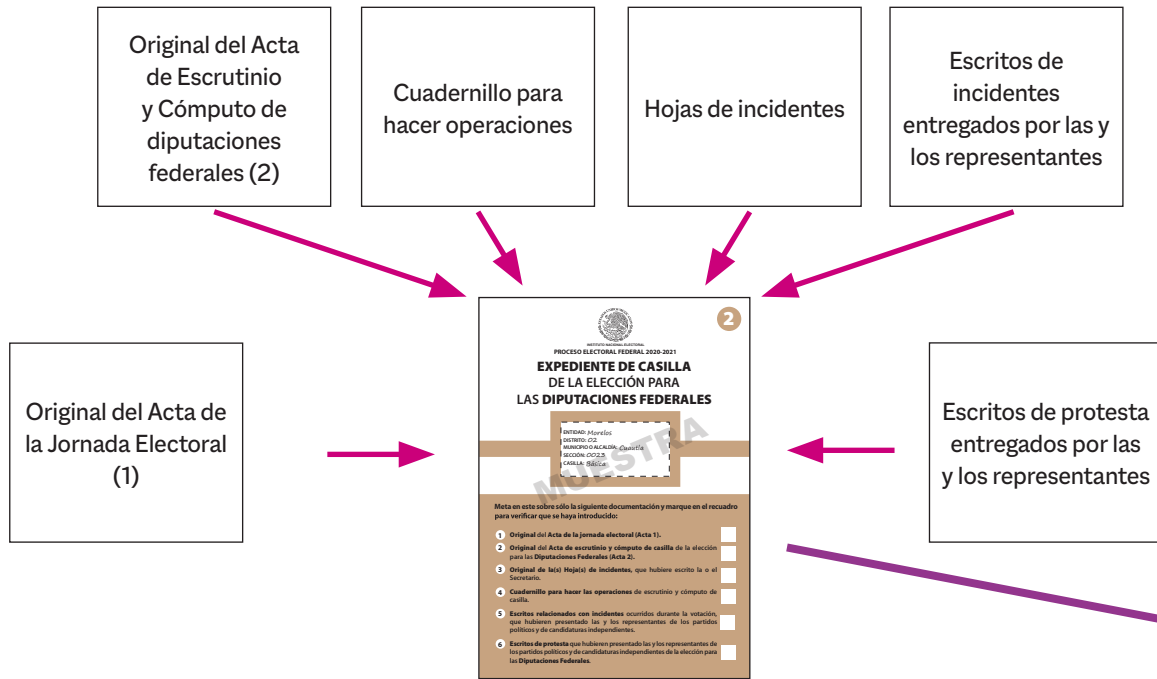 Original del Acta
de Escrutinio
y Cómputo de
diputaciones
federales (2)
Cuadernillo para
hacer operaciones
Hojas de incidentes
Escritos de
incidentes
entregados por las y
los representantes
Original del Acta de
la Jornada Electoral
(1)
2
INSTITUTO NACIONAL ELECTORAL
PROCESO ELECTORAL FEDERAL 2020-2021
EXPEDIENTE DE CASILLA
DE LA ELECCIÓN PARA
LAS DIPUTACIONES FEDERALES
ENTIDAD: Morelos
DISTRITO: 02
MUNICIPIO O ALCALDÍA: Cuautla
SECCIÓN: 0023
CASILLA: Básica
MUESTRA
Meta en este sobre sólo la siguiente documentación y marque en el recuadro
para verificar que se haya introducido:
1 Original del Acta de la jornada electoral (Acta 1).
2 Original del Acta de escrutinio y cómputo de casilla de la elección
para las Diputaciones Federales (Acta 2).
3 Original de la(s) Hoja(s) de incidentes, que hubiere escrito la o el
Secretario.
4 Cuadernillo para hacer las operaciones de escrutinio y cómputo de
casilla.
5 Escritos relacionados con incidentes ocurridos durante la votación,
que hubieren presentado las y los representantes de los partidos
políticos y de candidaturas independientes.
6 Escritos de protesta que hubieren presentado las y los representantes de
los partidos políticos y de candidaturas independientes de la elección para
las Diputaciones Federales.
Escritos de protesta
entregados por las
y los representantes